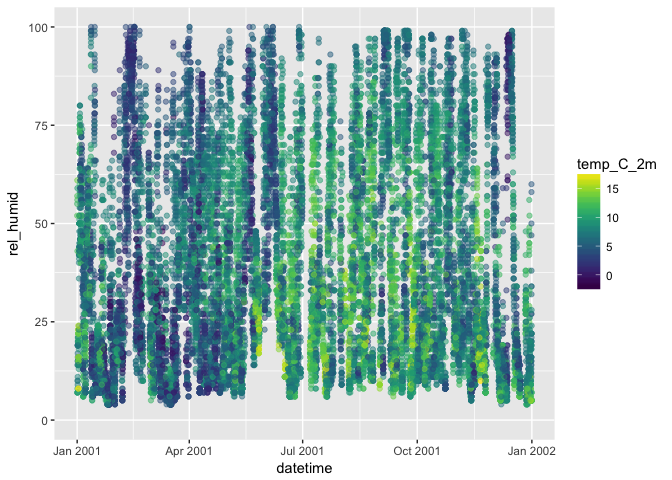 100
75
50
25
0
rel_humid
Jan 2001
Apr 2001
Jul 2001
Oct 2001
Jan 2002
datetime
temp_C_2m
15
10
5
0